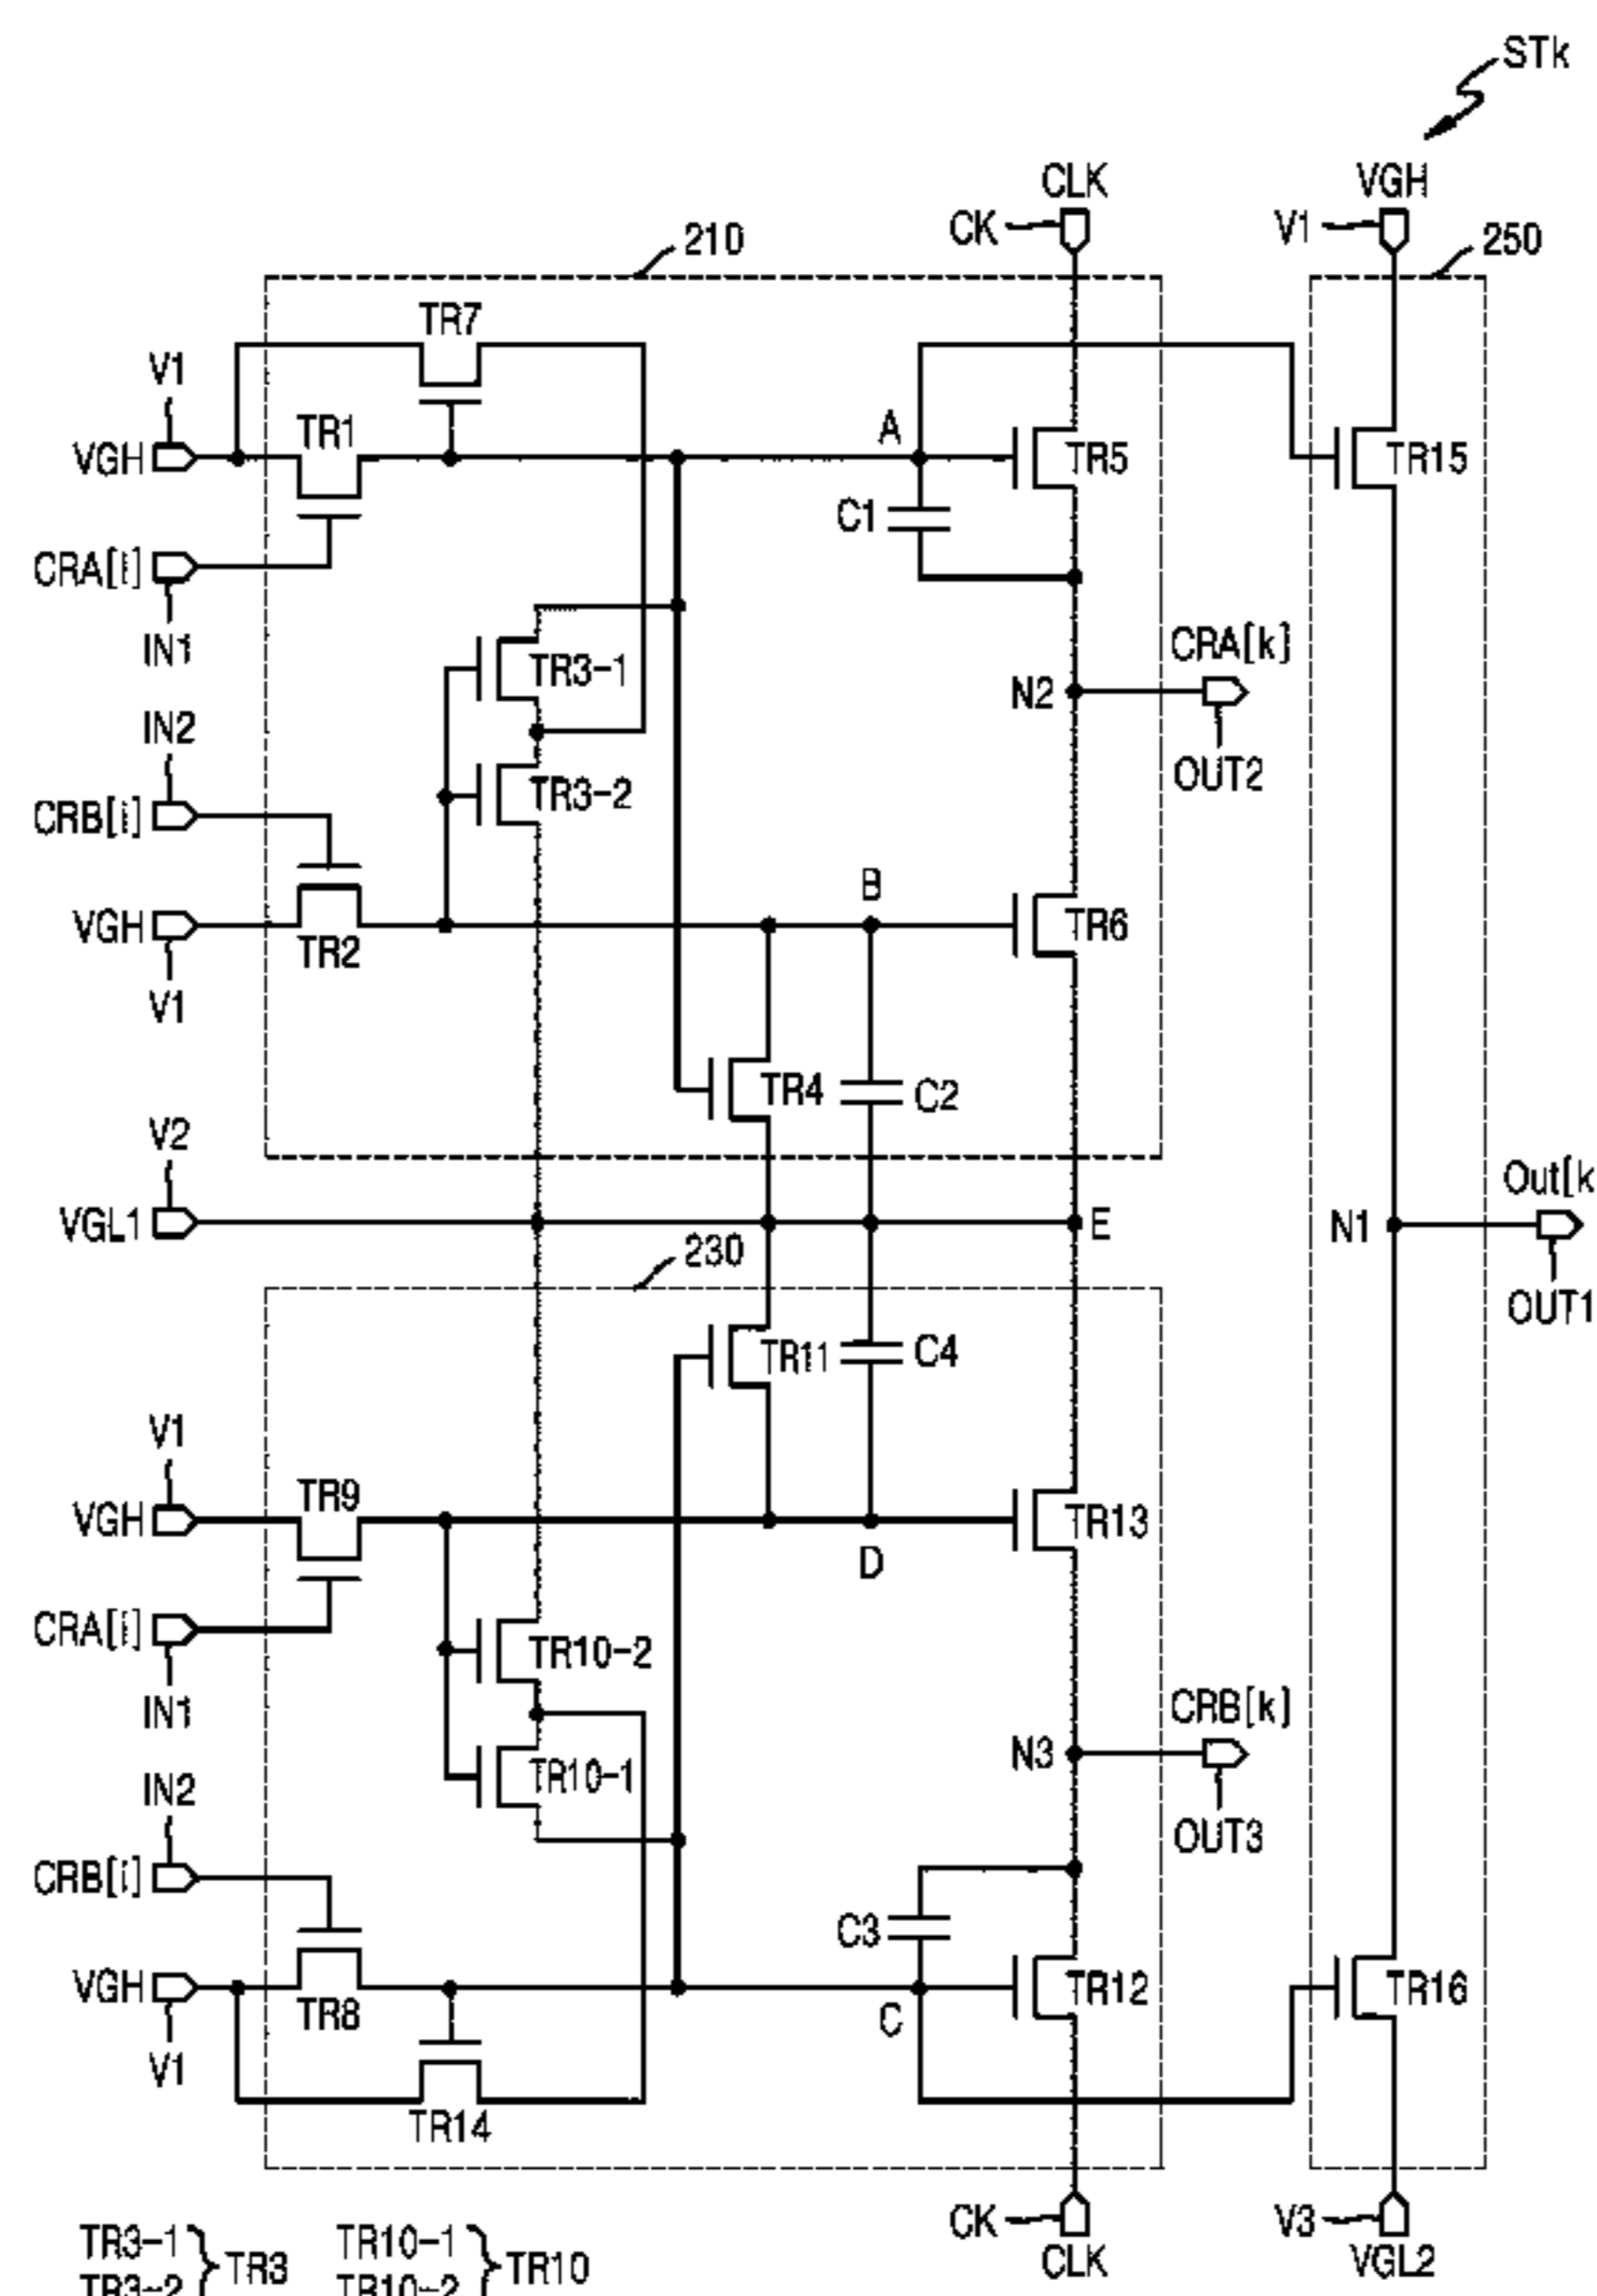 STk
CLK
VGH
CK
V1
210
250
TR7
V1
TR1
A
VGH
TR5
TR15
C1
CRA[i]
IN1
TR3-1
CRA[k]
N2
IN2
OUT2
TR3-2
CRB[i]
B
VGH
TR6
TR2
V1
TR4
C2
V2
Out[k
VGL1
E
N1
230
OUT1
TR11
C4
V1
TR9
VGH
TR13
D
CRA[i]
TR10-2
IN1
CRB[k]
N3
TR10-1
IN2
OUT3
CRB[i]
C3
VGH
TR12
TR16
TR8
C
V1
TR14
CK
V3
CLK
VGL2
TR3-1
TR3-2
TR3
TR10-1
TR10-2
TR10